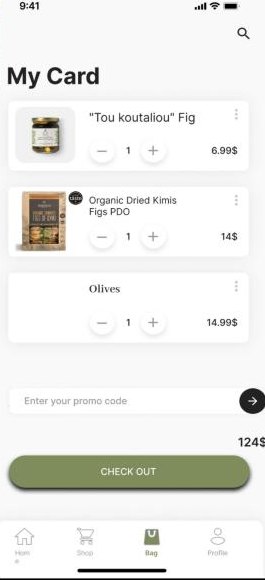 9:41
My Card
"Tou koutaliou" Fig
1
6.99$
Organic Dried Kimis
Figs PDO
1
14$
Olives
1
14.99$
Enter your promo code
124$
CHECK OUT
Hom
e
Shop
Bag
Profile